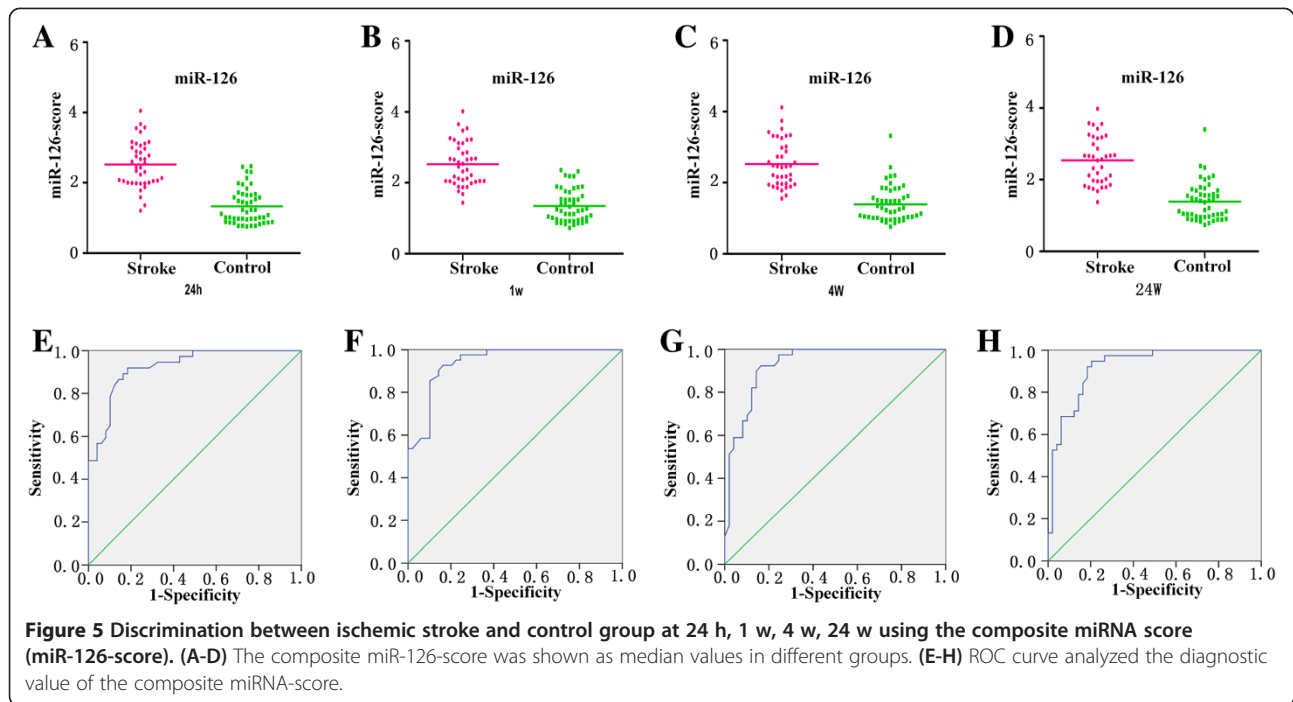 A
B
C
D
6
4
2
0
miR-126-score
miR-126
Stroke
Control
24h
6
4
2
0
miR-126-score
miR-126
Stroke
Control
1w
6
4
2
0
miR-126-score
miR-126
Stroke
Control
4W
6
4
2
0
miR-126-score
miR-126
Stroke
Control
24W
E
F
G
H
1.0
0.8
0.6
0.4
0.2
0.0
Sensitivity
0.0 0.2 0.4 0.6 0.8 1.0
1-Specificity
1.0
0.8
0.6
0.4
0.2
0.0
Sensitivity
0.0 0.2 0.4 0.6 0.8 1.0
1-Specificity
1.0
0.8
0.6
0.4
0.2
0.0
Sensitivity
0.0 0.2 0.4 0.6 0.8 1.0
1-Specificity
1.0
0.8
0.6
0.4
0.2
0.0
Sensitivity
0.0 0.2 0.4 0.6 0.8 1.0
1-Specificity
Figure 5 Discrimination between ischemic stroke and control group at 24 h, 1 w, 4 w, 24 w using the composite miRNA score
(miR-126-score). (A-D) The composite miR-126-score was shown as median values in different groups. (E-H) ROC curve analyzed the diagnostic
value of the composite miRNA-score.